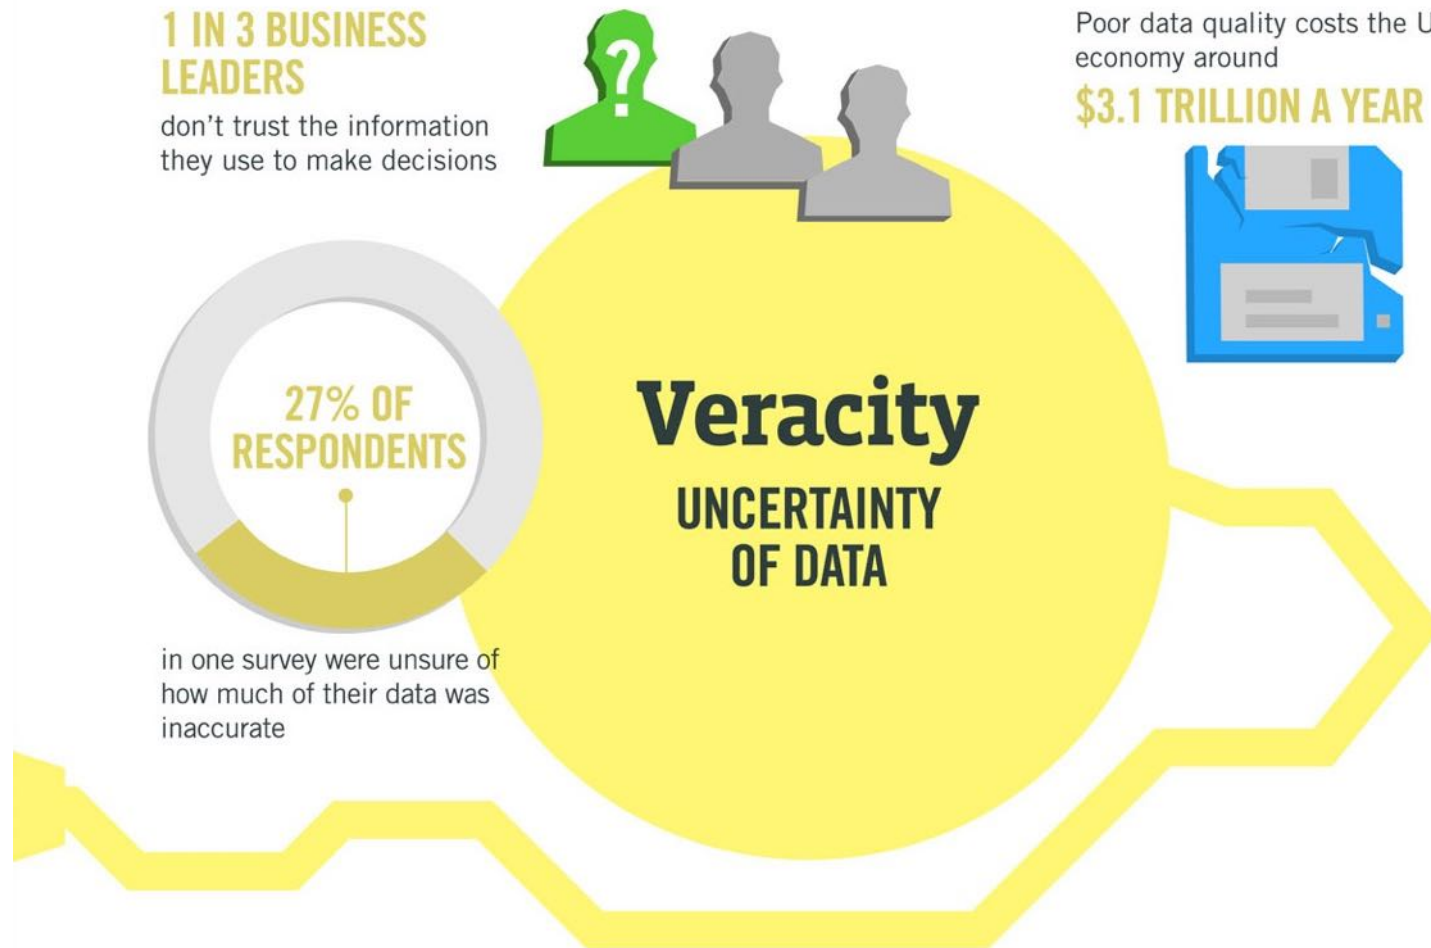 1 IN 3 BUSINESS
LEADERS
don't trust the information
they use to make decisions
?
Poor data quality costs the U
economy around
$3.1 TRILLION A YEAR
27% OF
RESPONDENTS
in one survey were unsure of
how much of their data was
inaccurate
Veracity
UNCERTAINTY
OF DATA